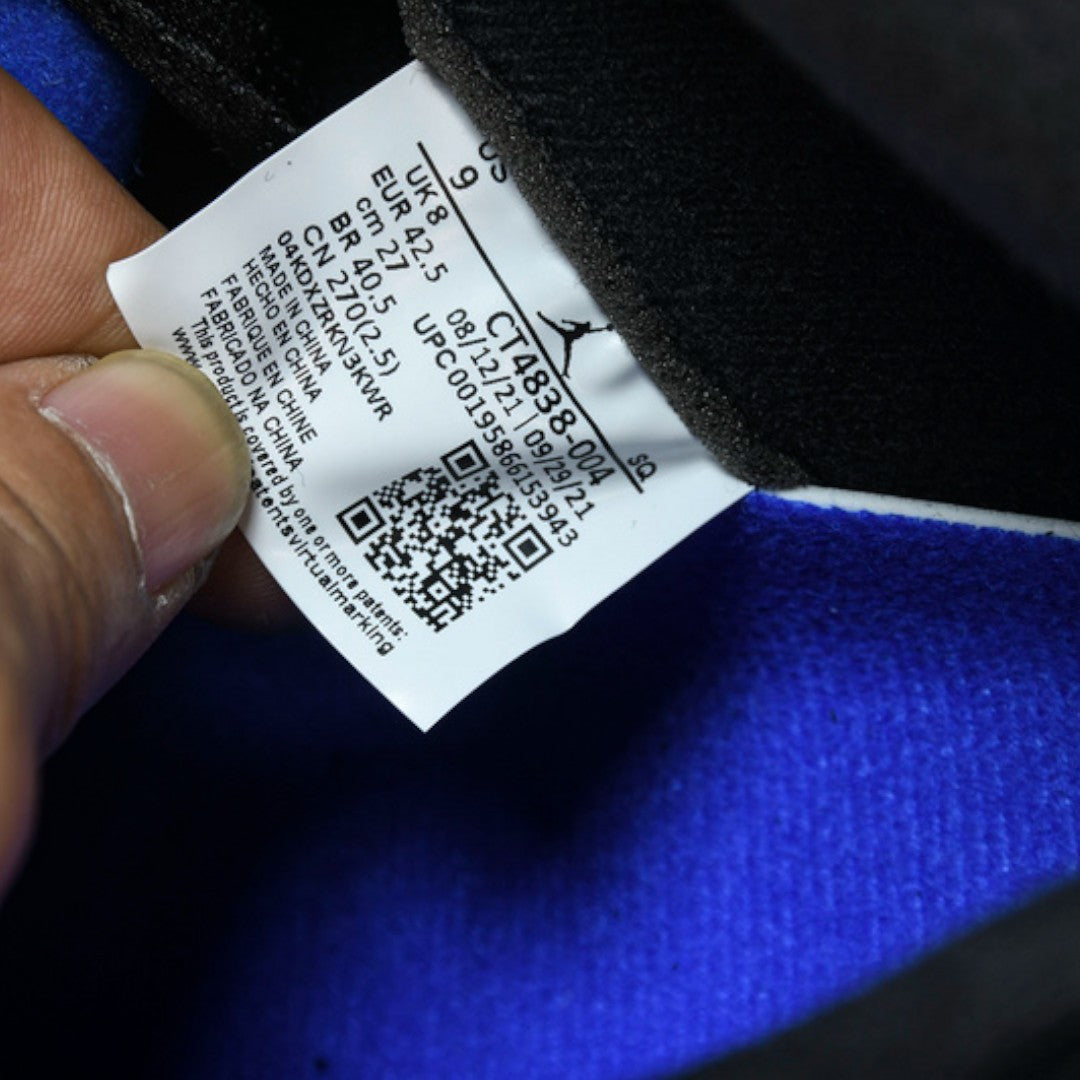 US
9
UK 8
EUR 42.5
cm 27
BR 40.5
CN 270(2.5)
04KDXZRKN3KWR
MADE IN CHINA
HECHO EN CHINA
FABRIQUE EN CHINE
FABRICADO NA CHINA
This product is covered by one or more patents:
SQ
CT4838-004
08/12/21 | 09/29/21
UPC00195866153943